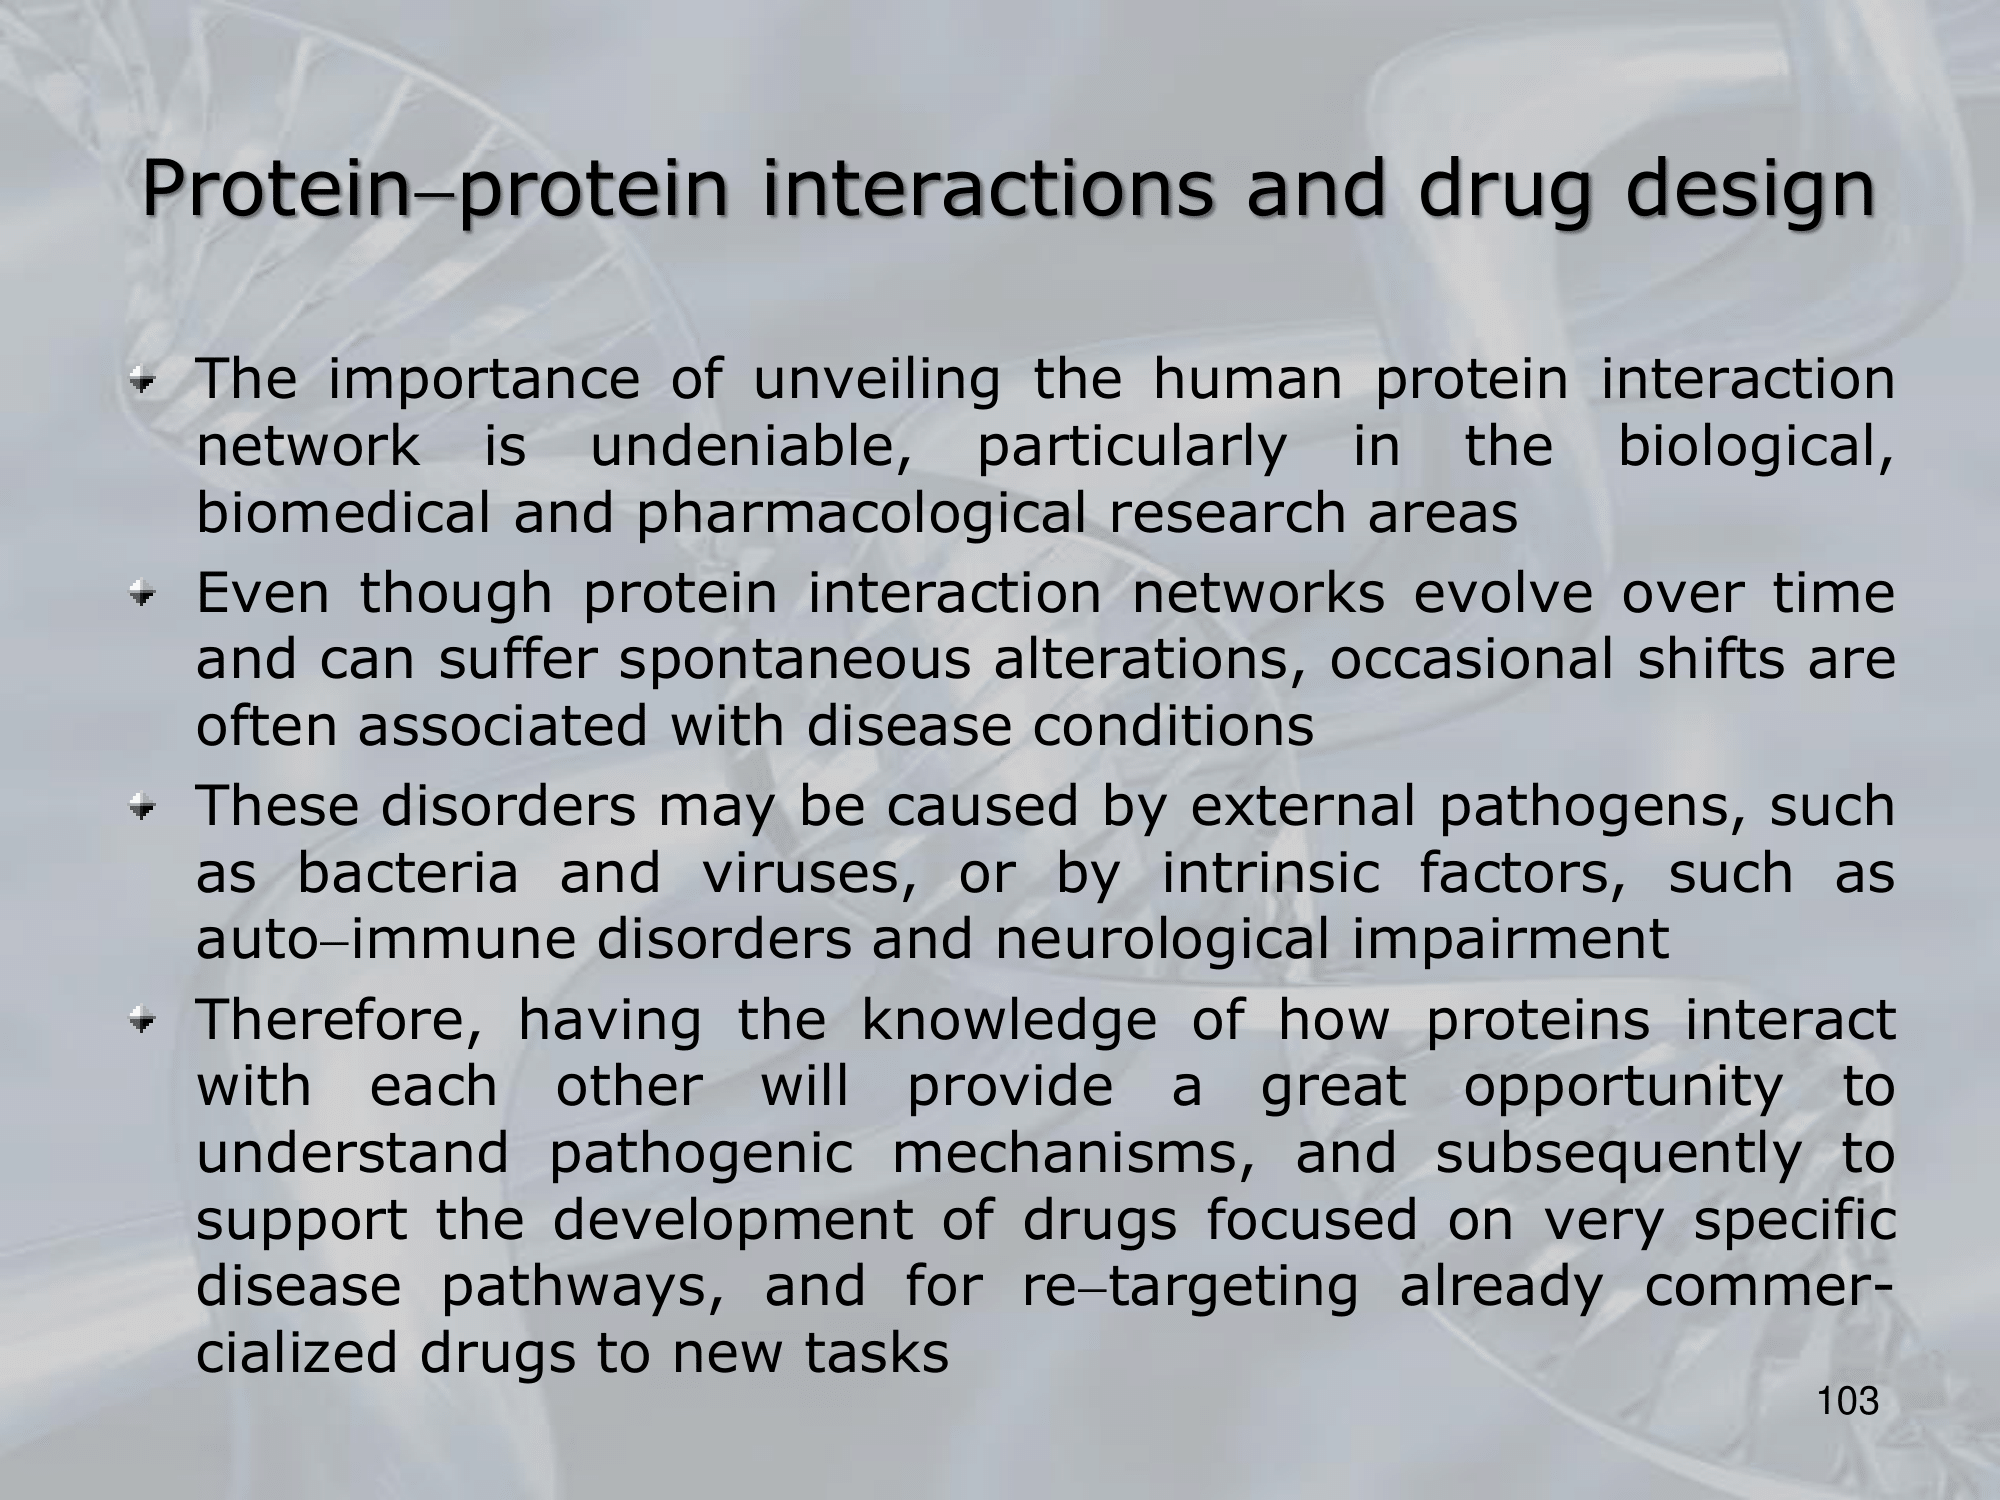 Protein–protein interactions and drug design
The importance of unveiling the human protein interaction
network is undeniable, particularly in the biological,
biomedical and pharmacological research areas
Even though protein interaction networks evolve over time
and can suffer spontaneous alterations, occasional shifts are
often associated with disease conditions
These disorders may be caused by external pathogens, such
as bacteria and viruses, or by intrinsic factors, such as
auto–immune disorders and neurological impairment
Therefore, having the knowledge of how proteins interact
with each other will provide a great opportunity to
understand pathogenic mechanisms, and subsequently to
support the development of drugs focused on very specific
disease pathways, and for re–targeting already commer-
cialized drugs to new tasks
103